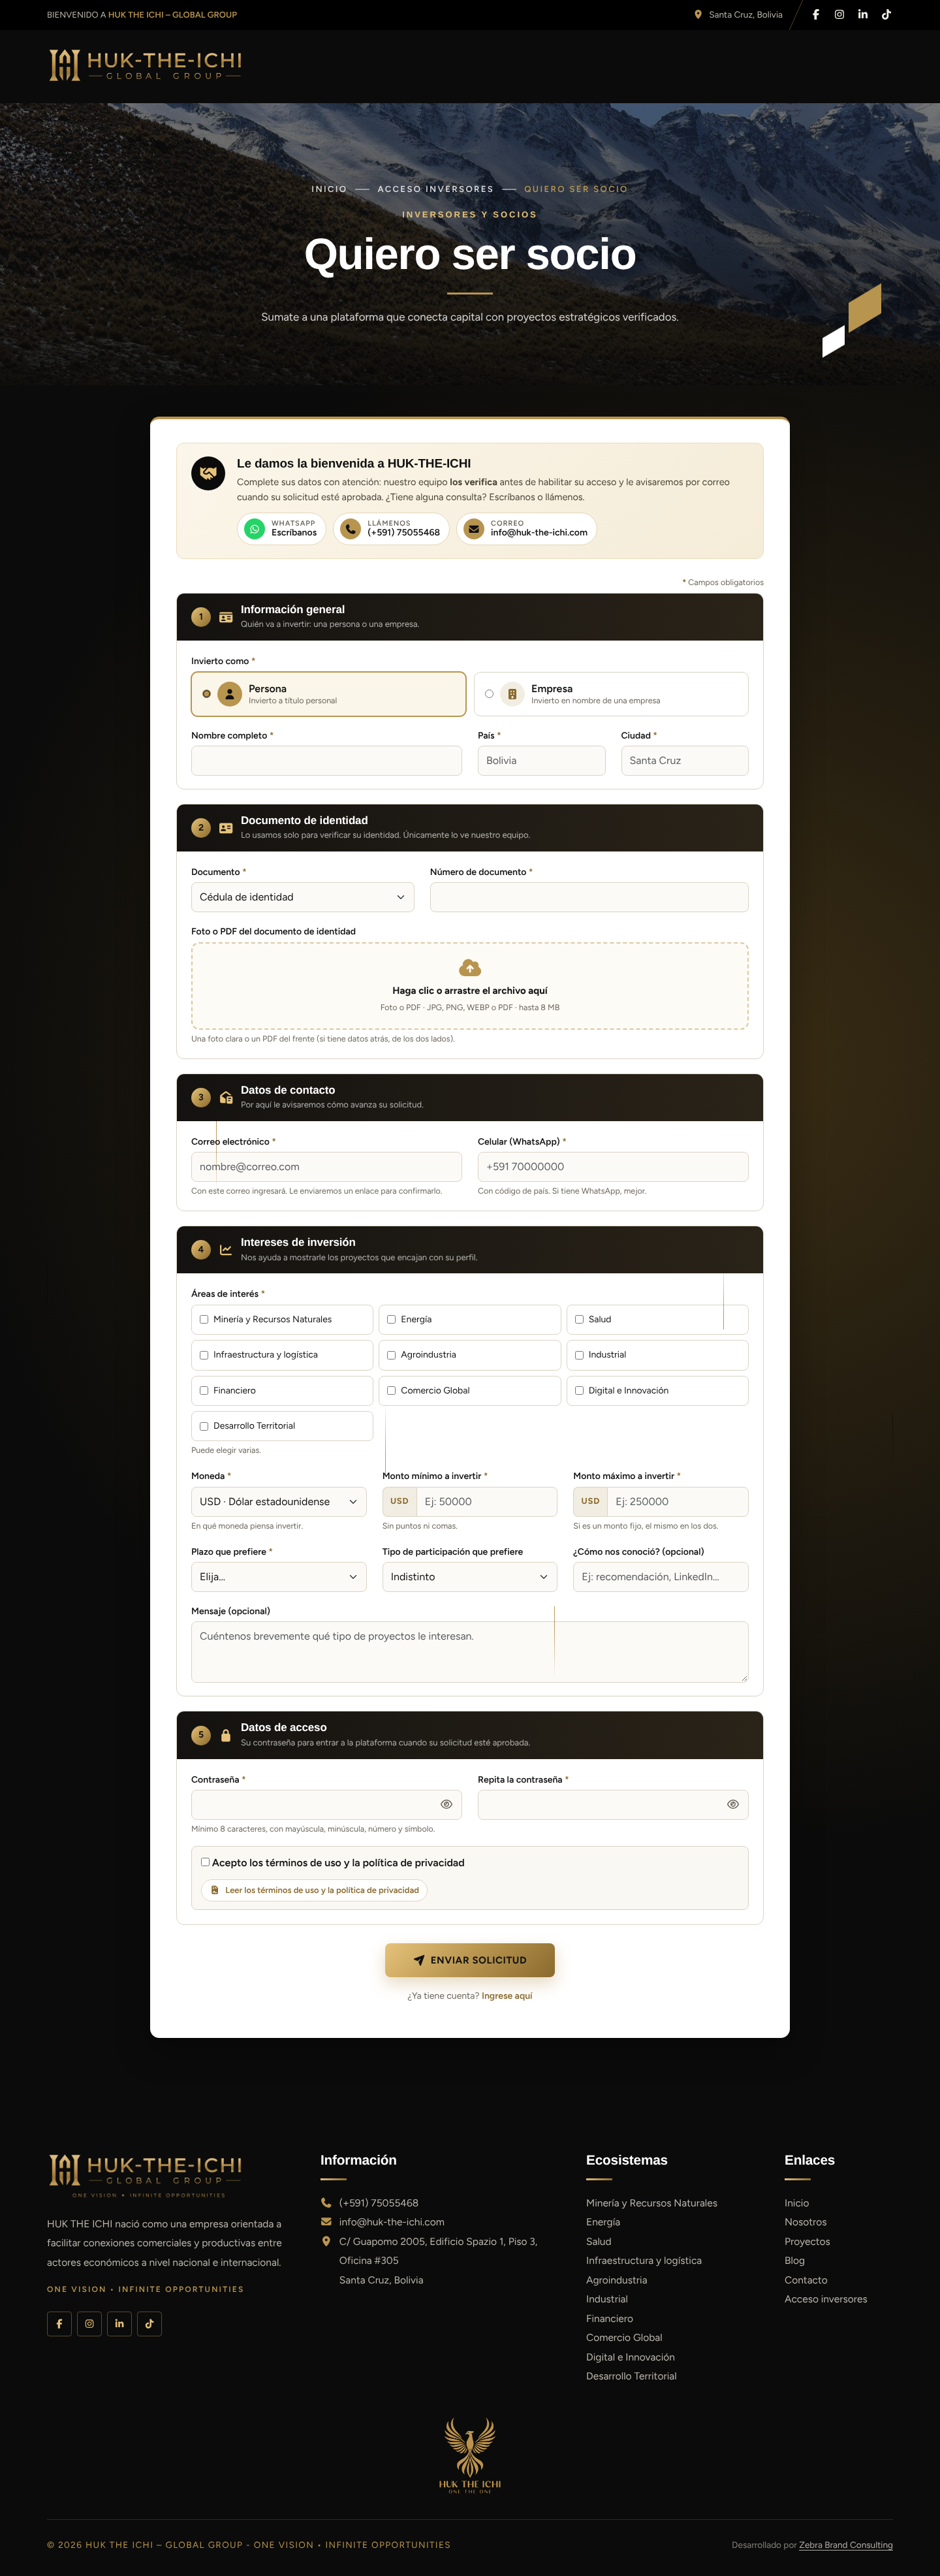 BIENVENIDO A HUK THE ICHI – GLOBAL GROUP
Santa Cruz, Bolivia
HUK-THE-ICHI
GLOBAL GROUP
INICIO — ACCESO INVERSORES — QUIERO SER SOCIO
INVERSORES Y SOCIOS
Quiero ser socio
Sumate a una plataforma que conecta capital con proyectos estratégicos verificados.
Le damos la bienvenida a HUK-THE-ICHI
Complete sus datos con atención: nuestro equipo los verifica antes de habilitar su acceso y le avisaremos por correo
cuando su solicitud esté aprobada. ¿Tiene alguna consulta? Escríbanos o llámenos.
WHATSAPP
Escríbanos
LLÁMENOS
(+591) 75055468
CORREO
info@huk-the-ichi.com
* Campos obligatorios
1
Información general
Quién va a invertir: una persona o una empresa.
Invierto como *
Persona
Invierto a título personal
Empresa
Invierto en nombre de una empresa
Nombre completo *
País *
Ciudad *
Bolivia
Santa Cruz
2
Documento de identidad
Lo usamos solo para verificar su identidad. Únicamente lo ve nuestro equipo.
Documento *
Número de documento *
Cédula de identidad
Foto o PDF del documento de identidad
Haga clic o arrastre el archivo aquí
Foto o PDF · JPG, PNG, WEBP o PDF · hasta 8 MB
Una foto clara o un PDF del frente (si tiene datos atrás, de los dos lados).
3
Datos de contacto
Por aquí le avisaremos cómo avanza su solicitud.
Correo electrónico *
Celular (WhatsApp) *
nombre@correo.com
+591 70000000
Con este correo ingresará. Le enviaremos un enlace para confirmarlo.
Con código de país. Si tiene WhatsApp, mejor.
4
Intereses de inversión
Nos ayuda a mostrarle los proyectos que encajan con su perfil.
Áreas de interés *
Minería y Recursos Naturales
Energía
Salud
Infraestructura y logística
Agroindustria
Industrial
Financiero
Comercio Global
Digital e Innovación
Desarrollo Territorial
Puede elegir varias.
Moneda *
Monto mínimo a invertir *
Monto máximo a invertir *
USD · Dólar estadounidense
USD
Ej: 50000
USD
Ej: 250000
En qué moneda piensa invertir.
Sin puntos ni comas.
Si es un monto fijo, el mismo en los dos.
Plazo que prefiere *
Tipo de participación que prefiere
¿Cómo nos conoció? (opcional)
Elija...
Indistinto
Ej: recomendación, LinkedIn...
Mensaje (opcional)
Cuéntenos brevemente qué tipo de proyectos le interesan.
5
Datos de acceso
Su contraseña para entrar a la plataforma cuando su solicitud esté aprobada.
Contraseña *
Repita la contraseña *
Mínimo 8 caracteres, con mayúscula, minúscula, número y símbolo.
Acepto los términos de uso y la política de privacidad
Leer los términos de uso y la política de privacidad
ENVIAR SOLICITUD
¿Ya tiene cuenta? Ingrese aquí
HUK-THE-ICHI
GLOBAL GROUP
ONE VISION • INFINITE OPPORTUNITIES
HUK THE ICHI nació como una empresa orientada a
facilitar conexiones comerciales y productivas entre
actores económicos a nivel nacional e internacional.
ONE VISION • INFINITE OPPORTUNITIES
Información
(+591) 75055468
info@huk-the-ichi.com
C/ Guapomo 2005, Edificio Spazio 1, Piso 3,
Oficina #305
Santa Cruz, Bolivia
Ecosistemas
Minería y Recursos Naturales
Energía
Salud
Infraestructura y logística
Agroindustria
Industrial
Financiero
Comercio Global
Digital e Innovación
Desarrollo Territorial
Enlaces
Inicio
Nosotros
Proyectos
Blog
Contacto
Acceso inversores
HUK THE ICHI
ONE THE ONE
© 2026 HUK THE ICHI – GLOBAL GROUP - ONE VISION • INFINITE OPPORTUNITIES
Desarrollado por Zebra Brand Consulting